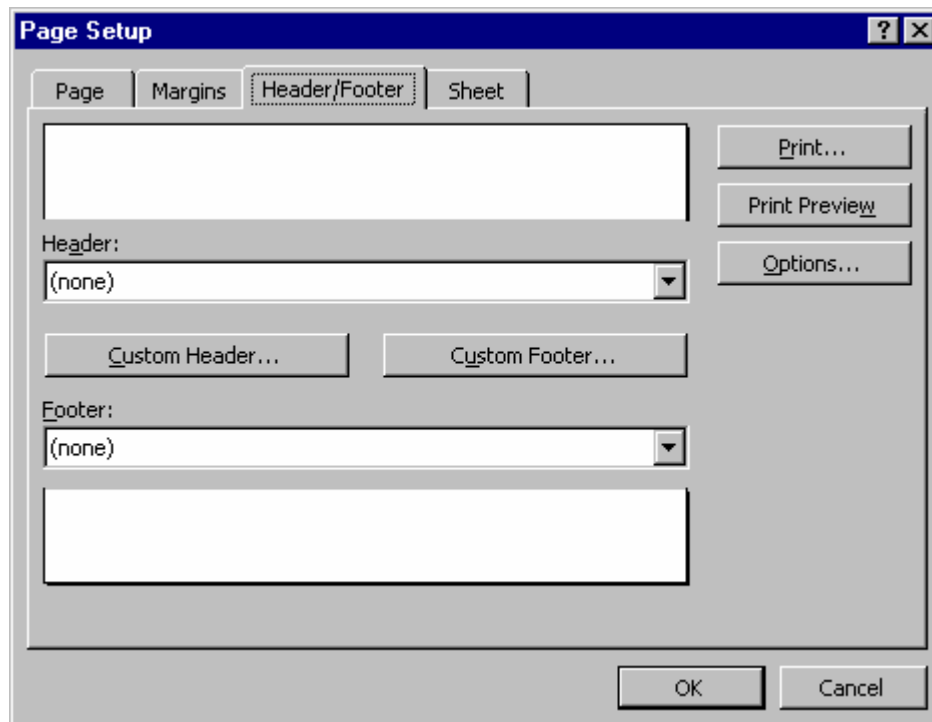 Page Setup
Page Margins Header/Footer Sheet
Print...
Print Preview
Header:
Options...
(none)
Custom Header... Custom Footer...
Footer:
(none)
OK Cancel